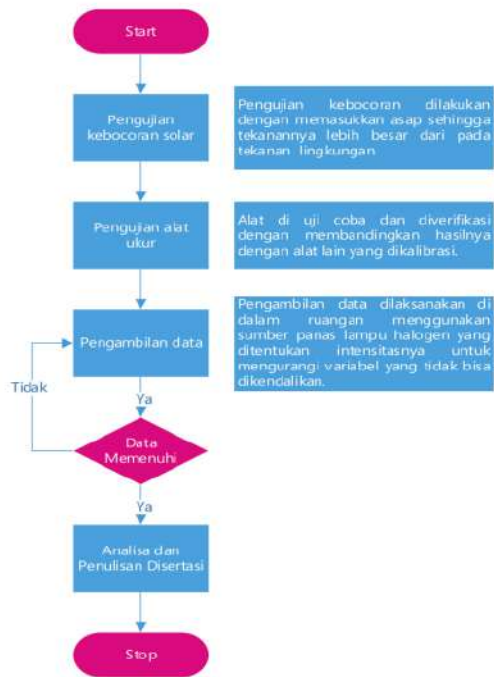 Start
Pengujian
kebocoran solar
Pengujian kebocoran dilakukan
dengan memasukkan asap sehingga
tekanannya lebih besar dari pada
tekanan lingkungan
Pengujian alat
ukur
Alat di uji coba dan diverifikasi
dengan membandingkan hasilnya
dengan alat lain yang dikalibrasi.
Pengambilan data
Pengambilan data dilaksanakan di
dalam ruangan menggunakan
sumber panas lampu halogen yang
ditentukan intensitasnya untuk
mengurangi variabel yang tidak bisa
dikendalikan.
Tidak
Ya
Data
Memenuhi
Ya
Analisa dan
Penulisan Disertasi
Stop